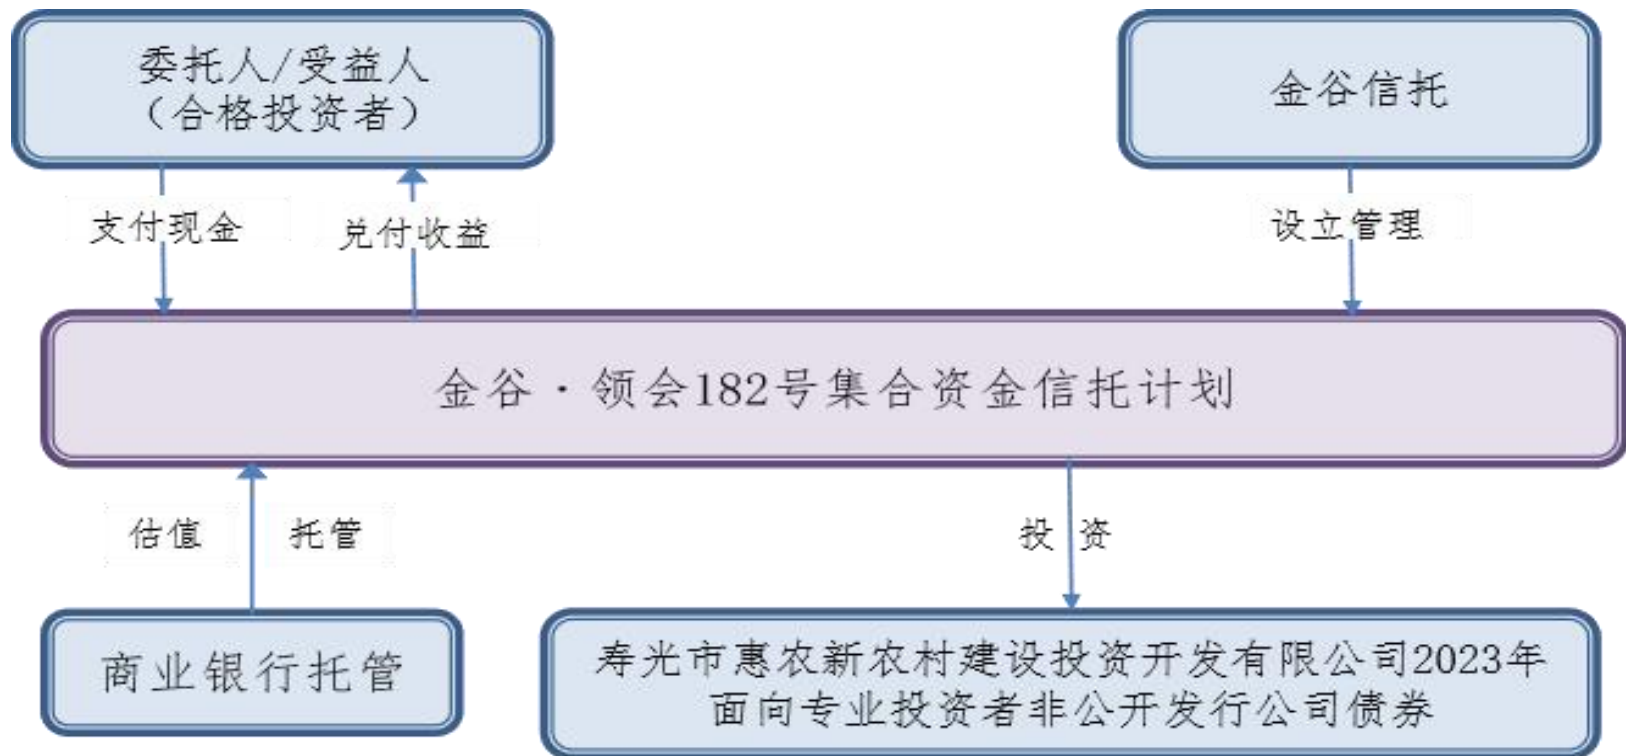 委托人/受益人
（合格投资者）
金谷信托
支付现金
兑付收益
设立管理
金谷·领会182号集合资金信托计划
估值
托管
投资
商业银行托管
寿光市惠农新农村建设投资开发有限公司2023年
面向专业投资者非公开发行公司债券